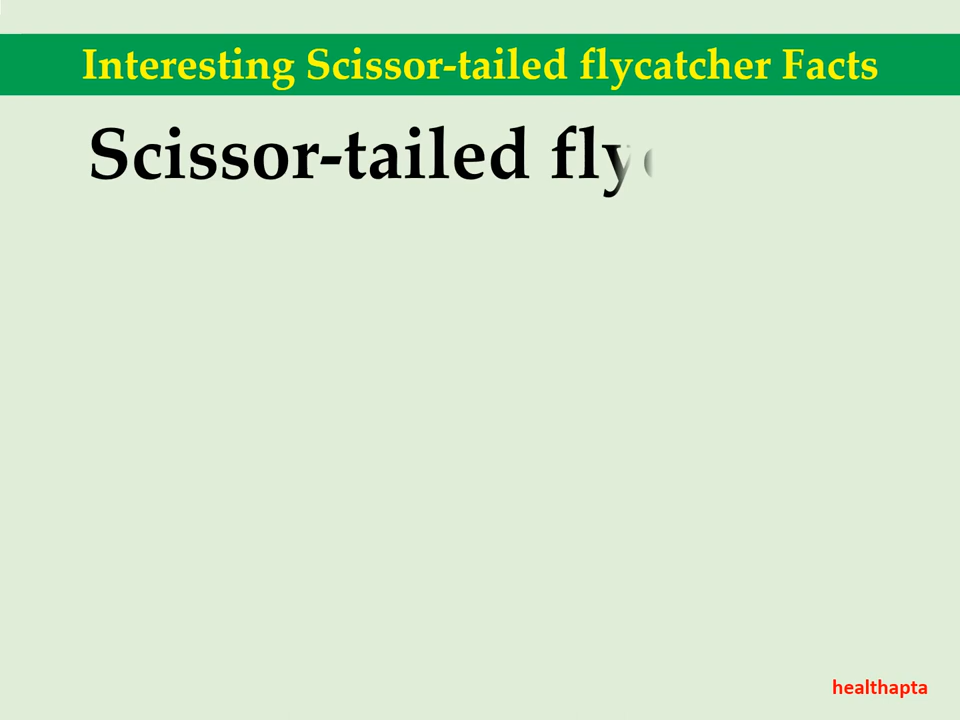 Interesting Scissor-tailed flycatcher Facts
Scissor-tailed fly
healthapta